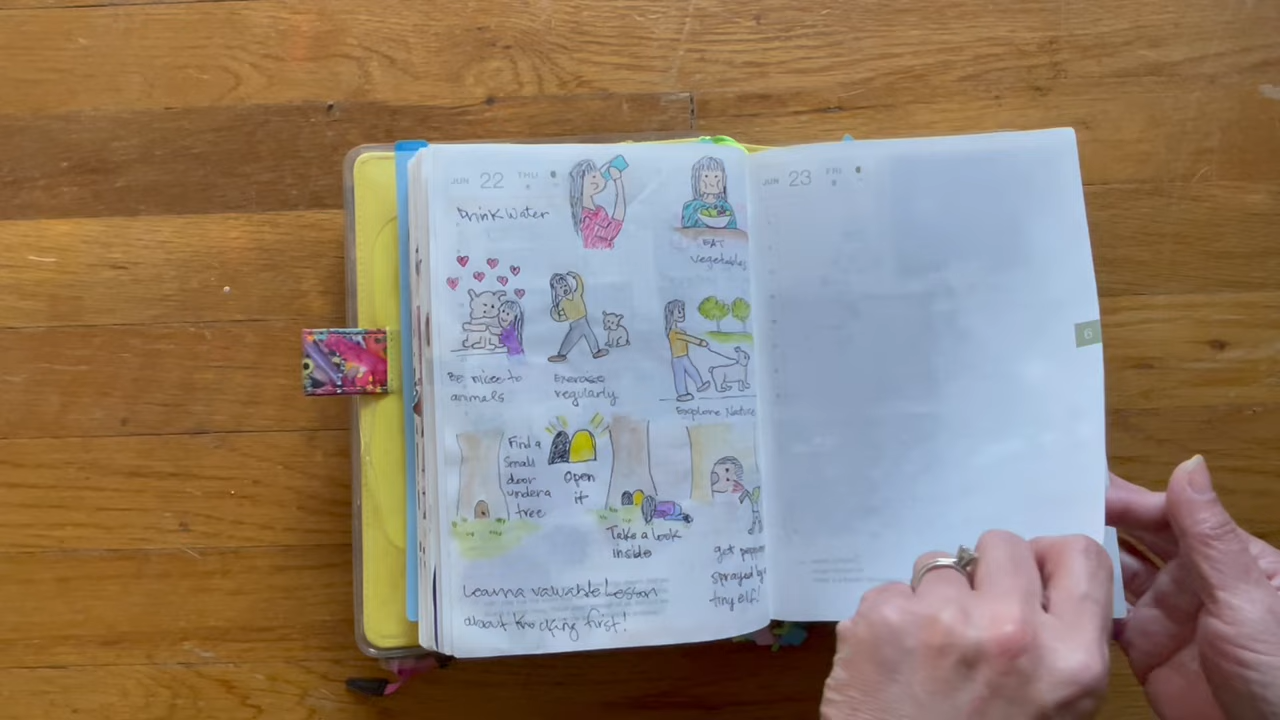 JUN 22 THU
JUN 23 FRI
Drink Water
EAT
vegetables
Be nice to
animals
Exercise
regularly
Explore Nature
Find a
small
door
under a
tree
Open
it
Take a look
inside
get pepper
sprayed by
tiny elf!
Learn a valuable Lesson
about knocking first!
6